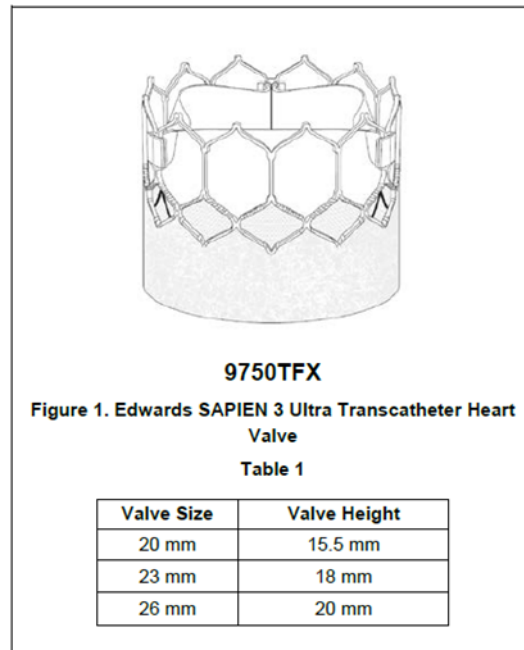 9750TFX
Figure 1. Edwards SAPIEN 3 Ultra Transcatheter Heart
Valve
Table 1
Valve Size Valve Height
20 mm 15.5 mm
23 mm 18 mm
26 mm 20 mm